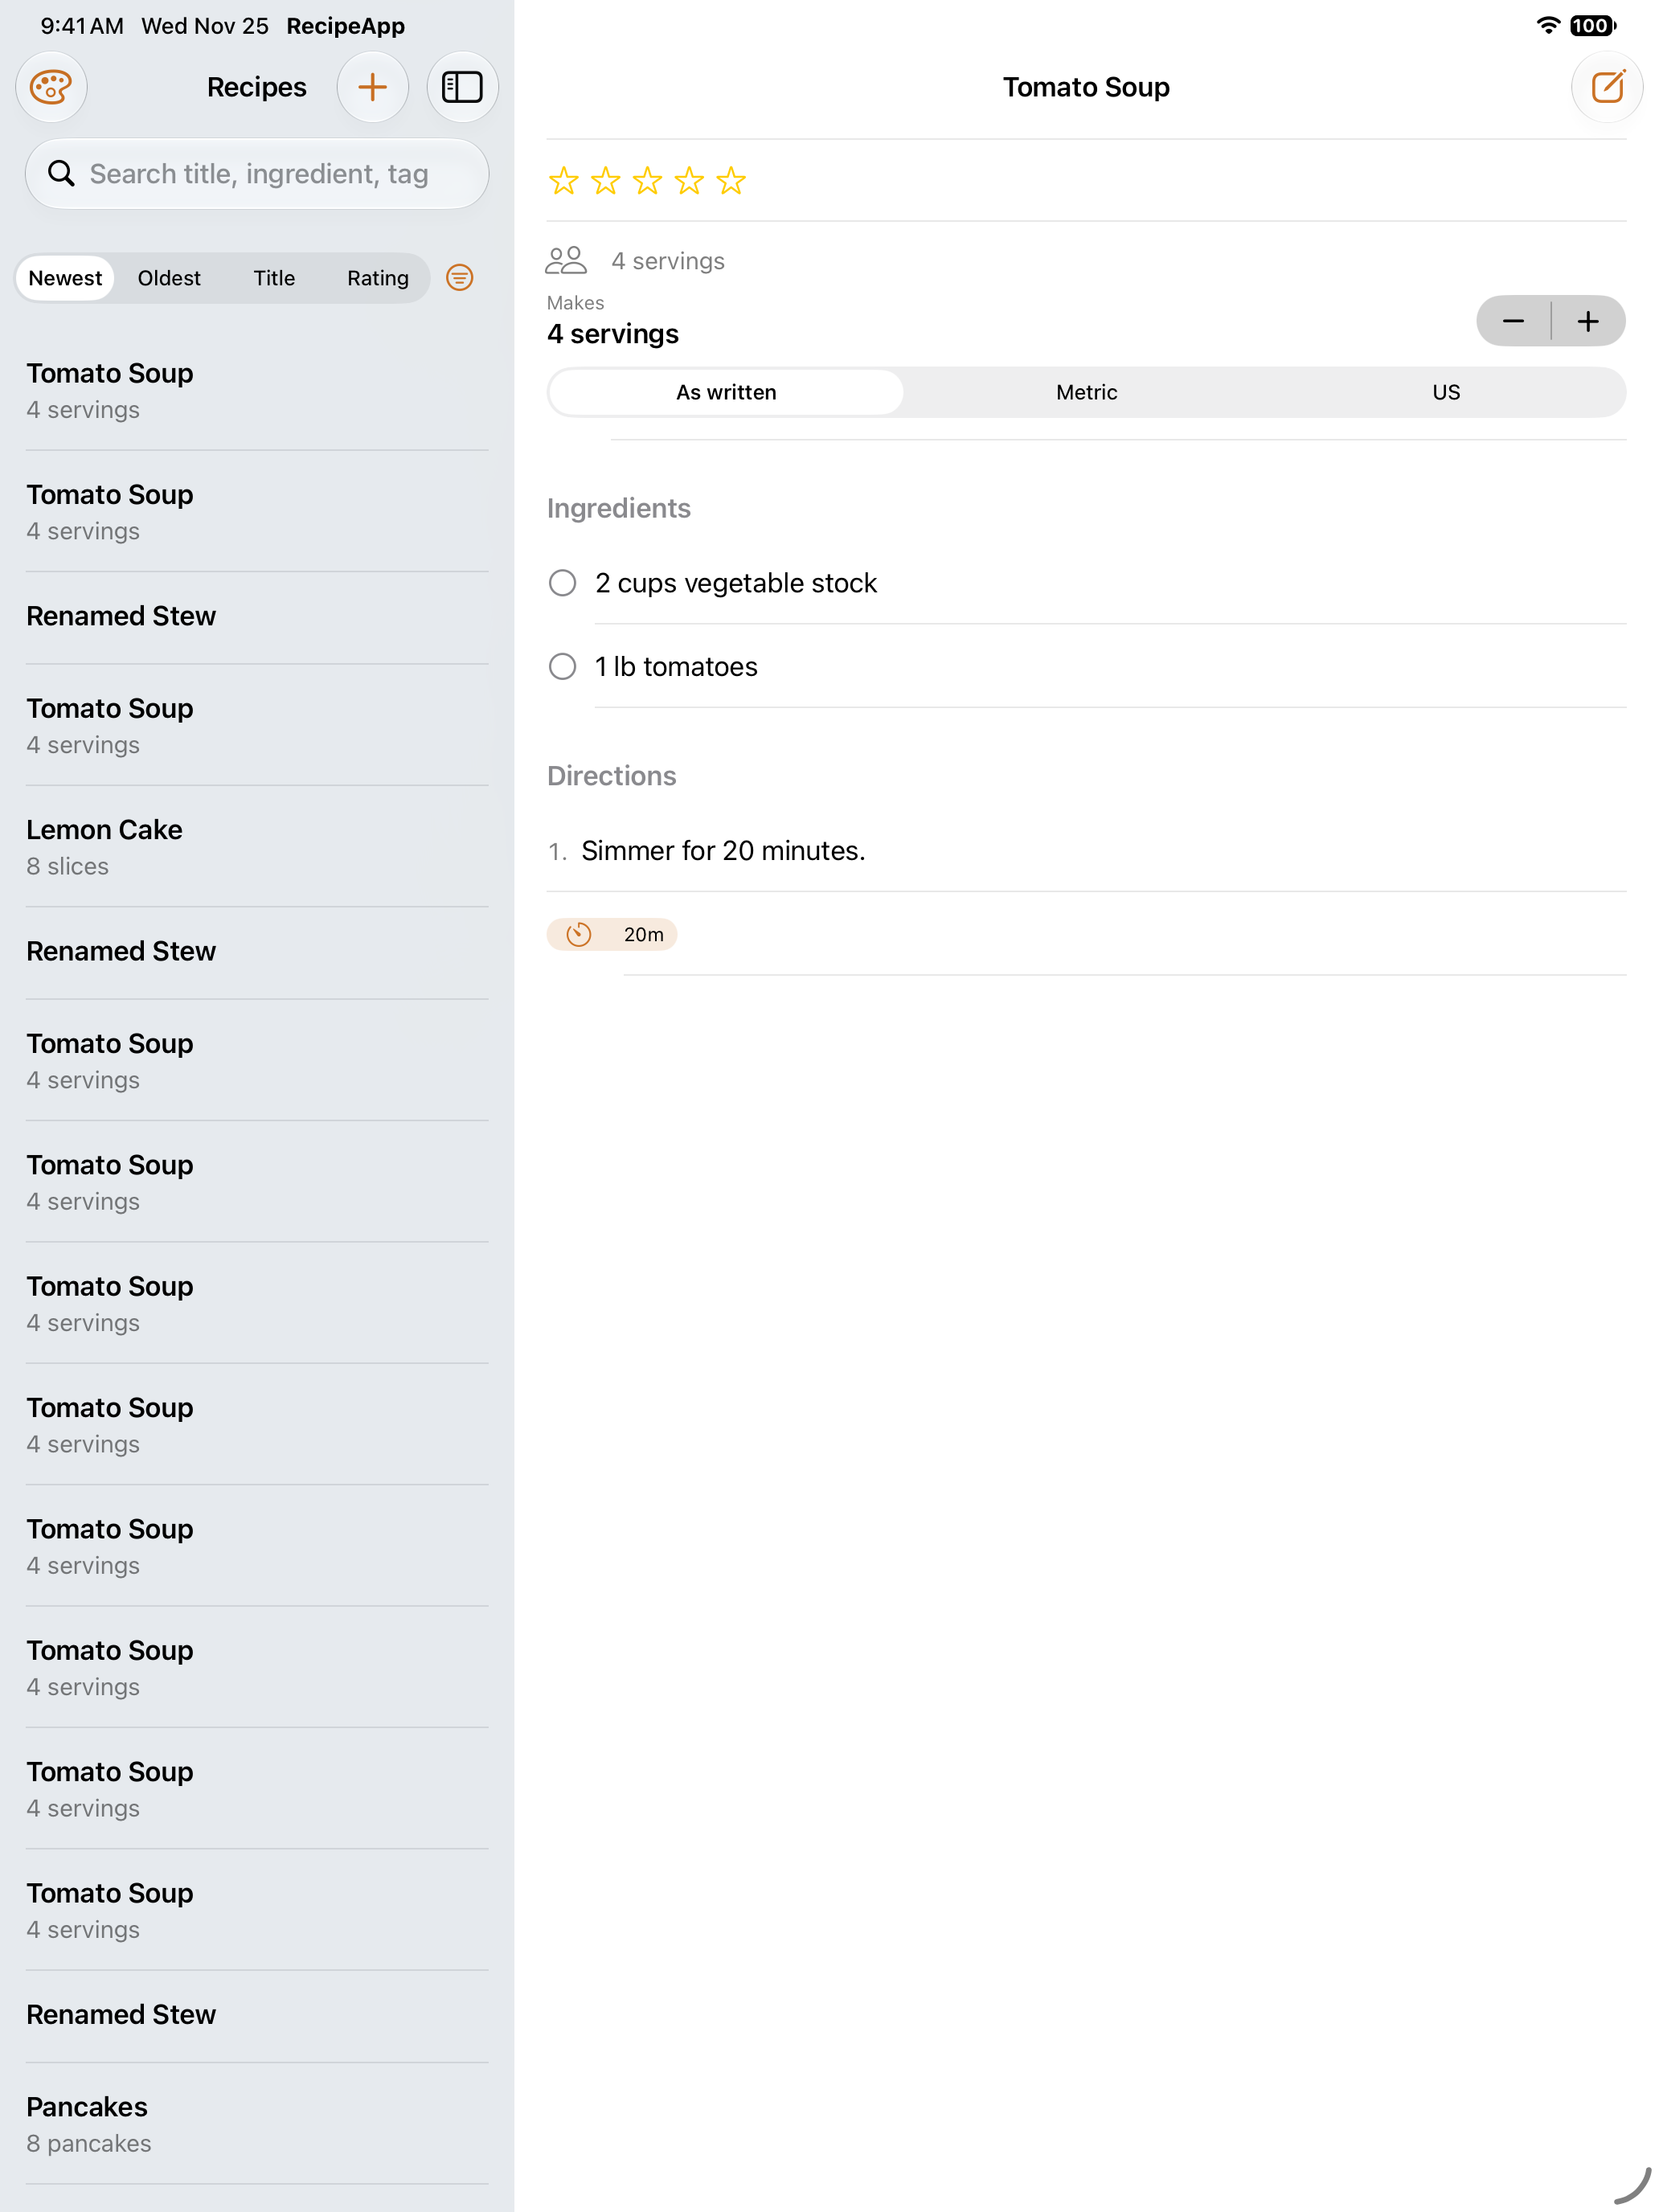 9:41 AM Wed Nov 25 RecipeApp
100
Recipes
Search title, ingredient, tag
Newest Oldest Title Rating
Tomato Soup
4 servings
Tomato Soup
4 servings
Renamed Stew
Tomato Soup
4 servings
Lemon Cake
8 slices
Renamed Stew
Tomato Soup
4 servings
Tomato Soup
4 servings
Tomato Soup
4 servings
Tomato Soup
4 servings
Tomato Soup
4 servings
Tomato Soup
4 servings
Tomato Soup
4 servings
Tomato Soup
4 servings
Renamed Stew
Pancakes
8 pancakes
Tomato Soup
4 servings
Makes
4 servings
As written Metric US
Ingredients
2 cups vegetable stock
1 lb tomatoes
Directions
1. Simmer for 20 minutes.
20m